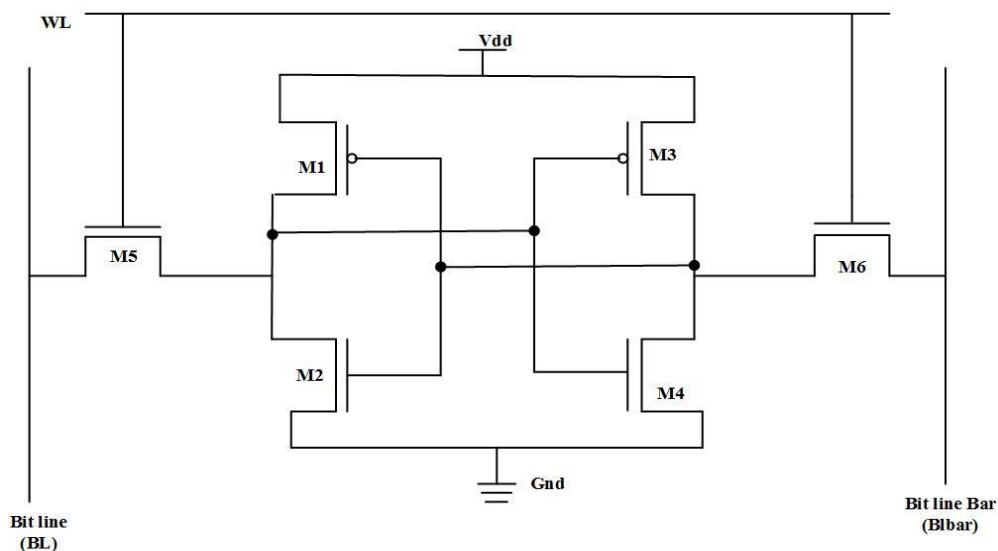 WL
Vdd
M1
M3
M5
M6
M2
M4
Gnd
Bit line
(BL)
Bit line Bar
(Blbar)